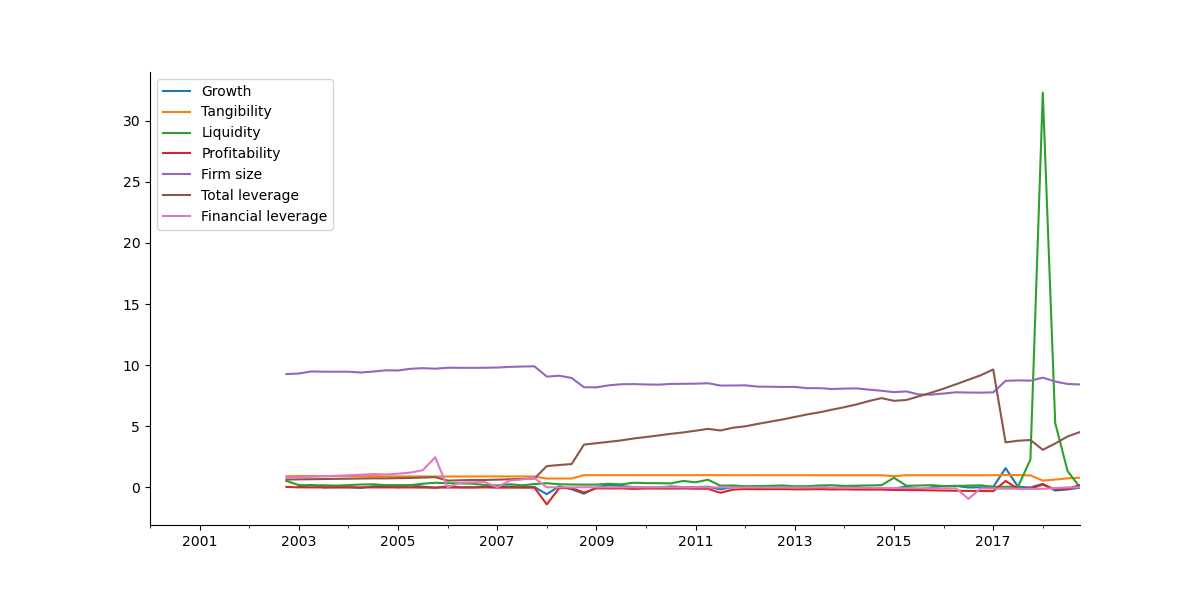 Growth
Tangibility
Liquidity
Profitability
Firm size
Total leverage
Financial leverage
30
25
20
15
10
5
0
2001 2003 2005 2007 2009 2011 2013 2015 2017